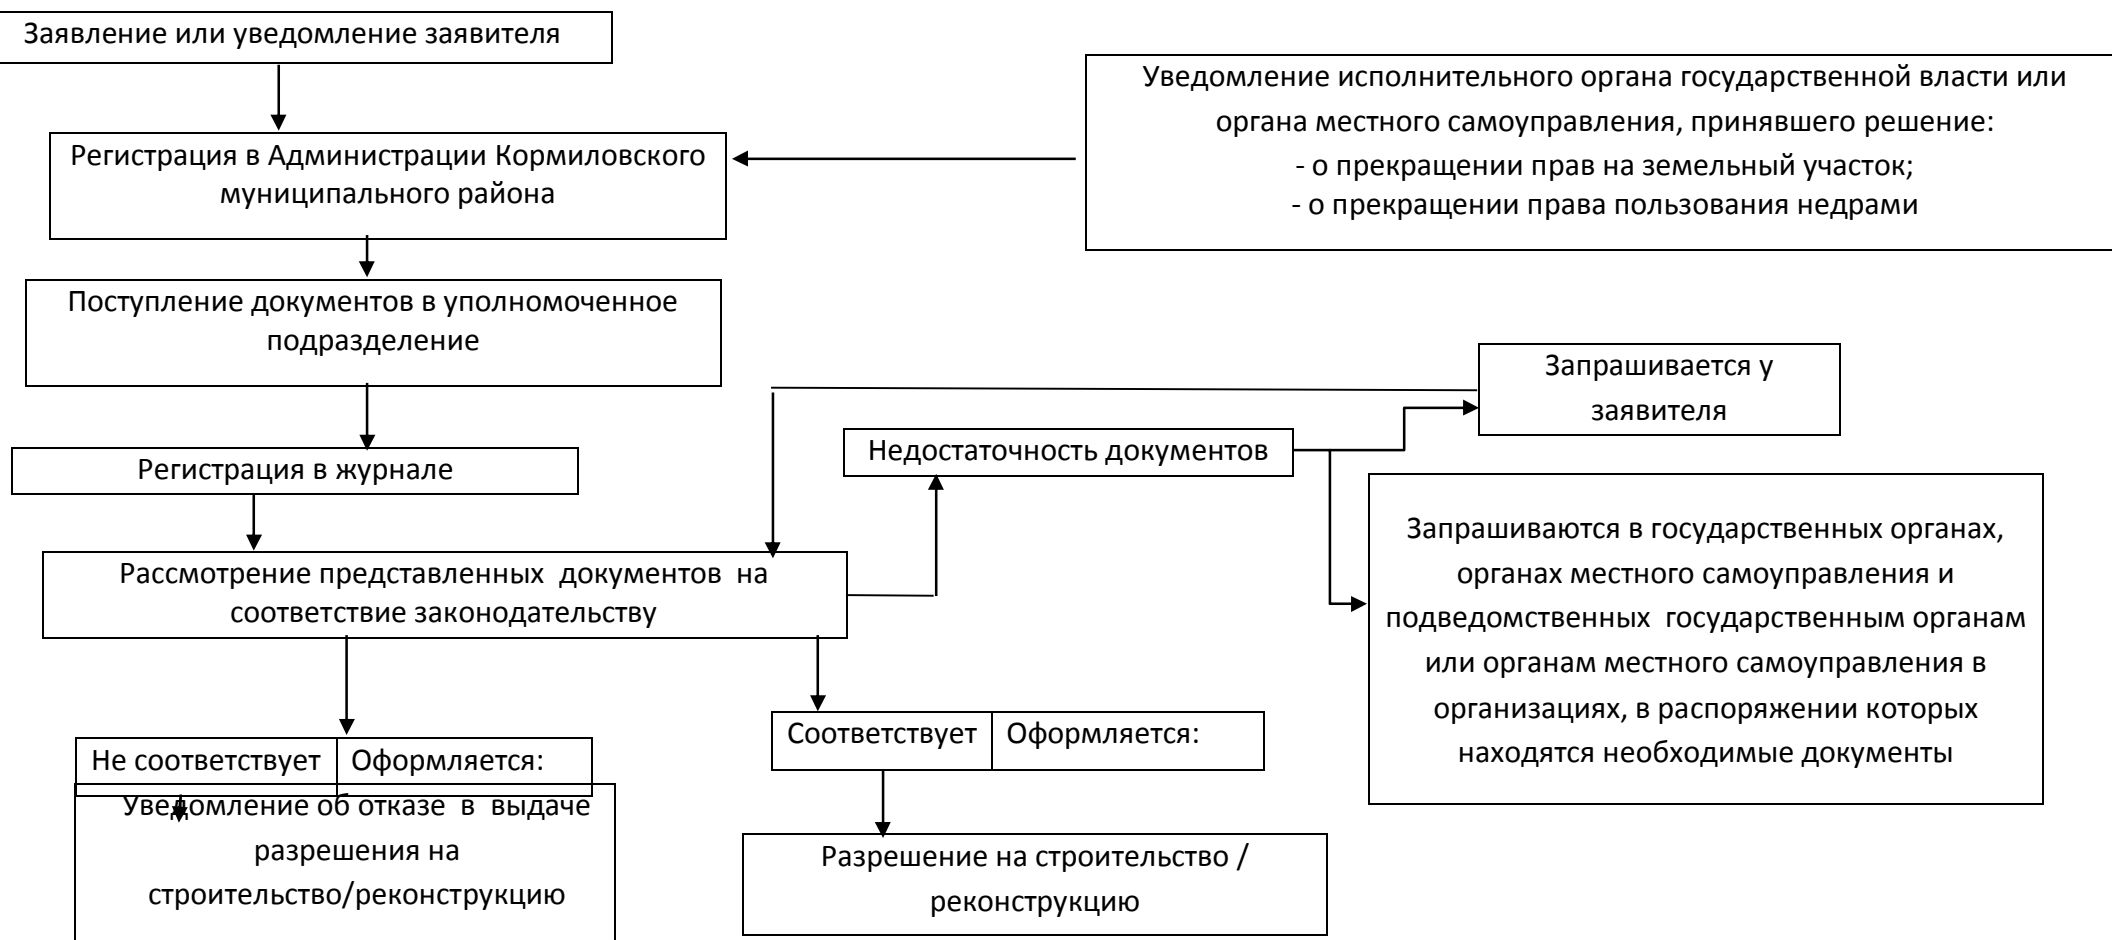 Заявление или уведомление заявителя
Уведомление исполнительного органа государственной власти или
органа местного самоуправления, принявшего решение:
- о прекращении прав на земельный участок;
- о прекращении права пользования недрами
Регистрация в Администрации Кормиловского
муниципального района
Поступление документов в уполномоченное
подразделение
Запрашивается у
заявителя
Недостаточность документов
Регистрация в журнале
Запрашиваются в государственных органах,
органах местного самоуправления и
подведомственных государственным органам
или органам местного самоуправления в
организациях, в распоряжении которых
находятся необходимые документы
Рассмотрение представленных документов на
соответствие законодательству
Соответствует Оформляется:
Не соответствует Оформляется:
Уведомление об отказе в выдаче
разрешения на
строительство/реконструкцию
Разрешение на строительство /
реконструкцию